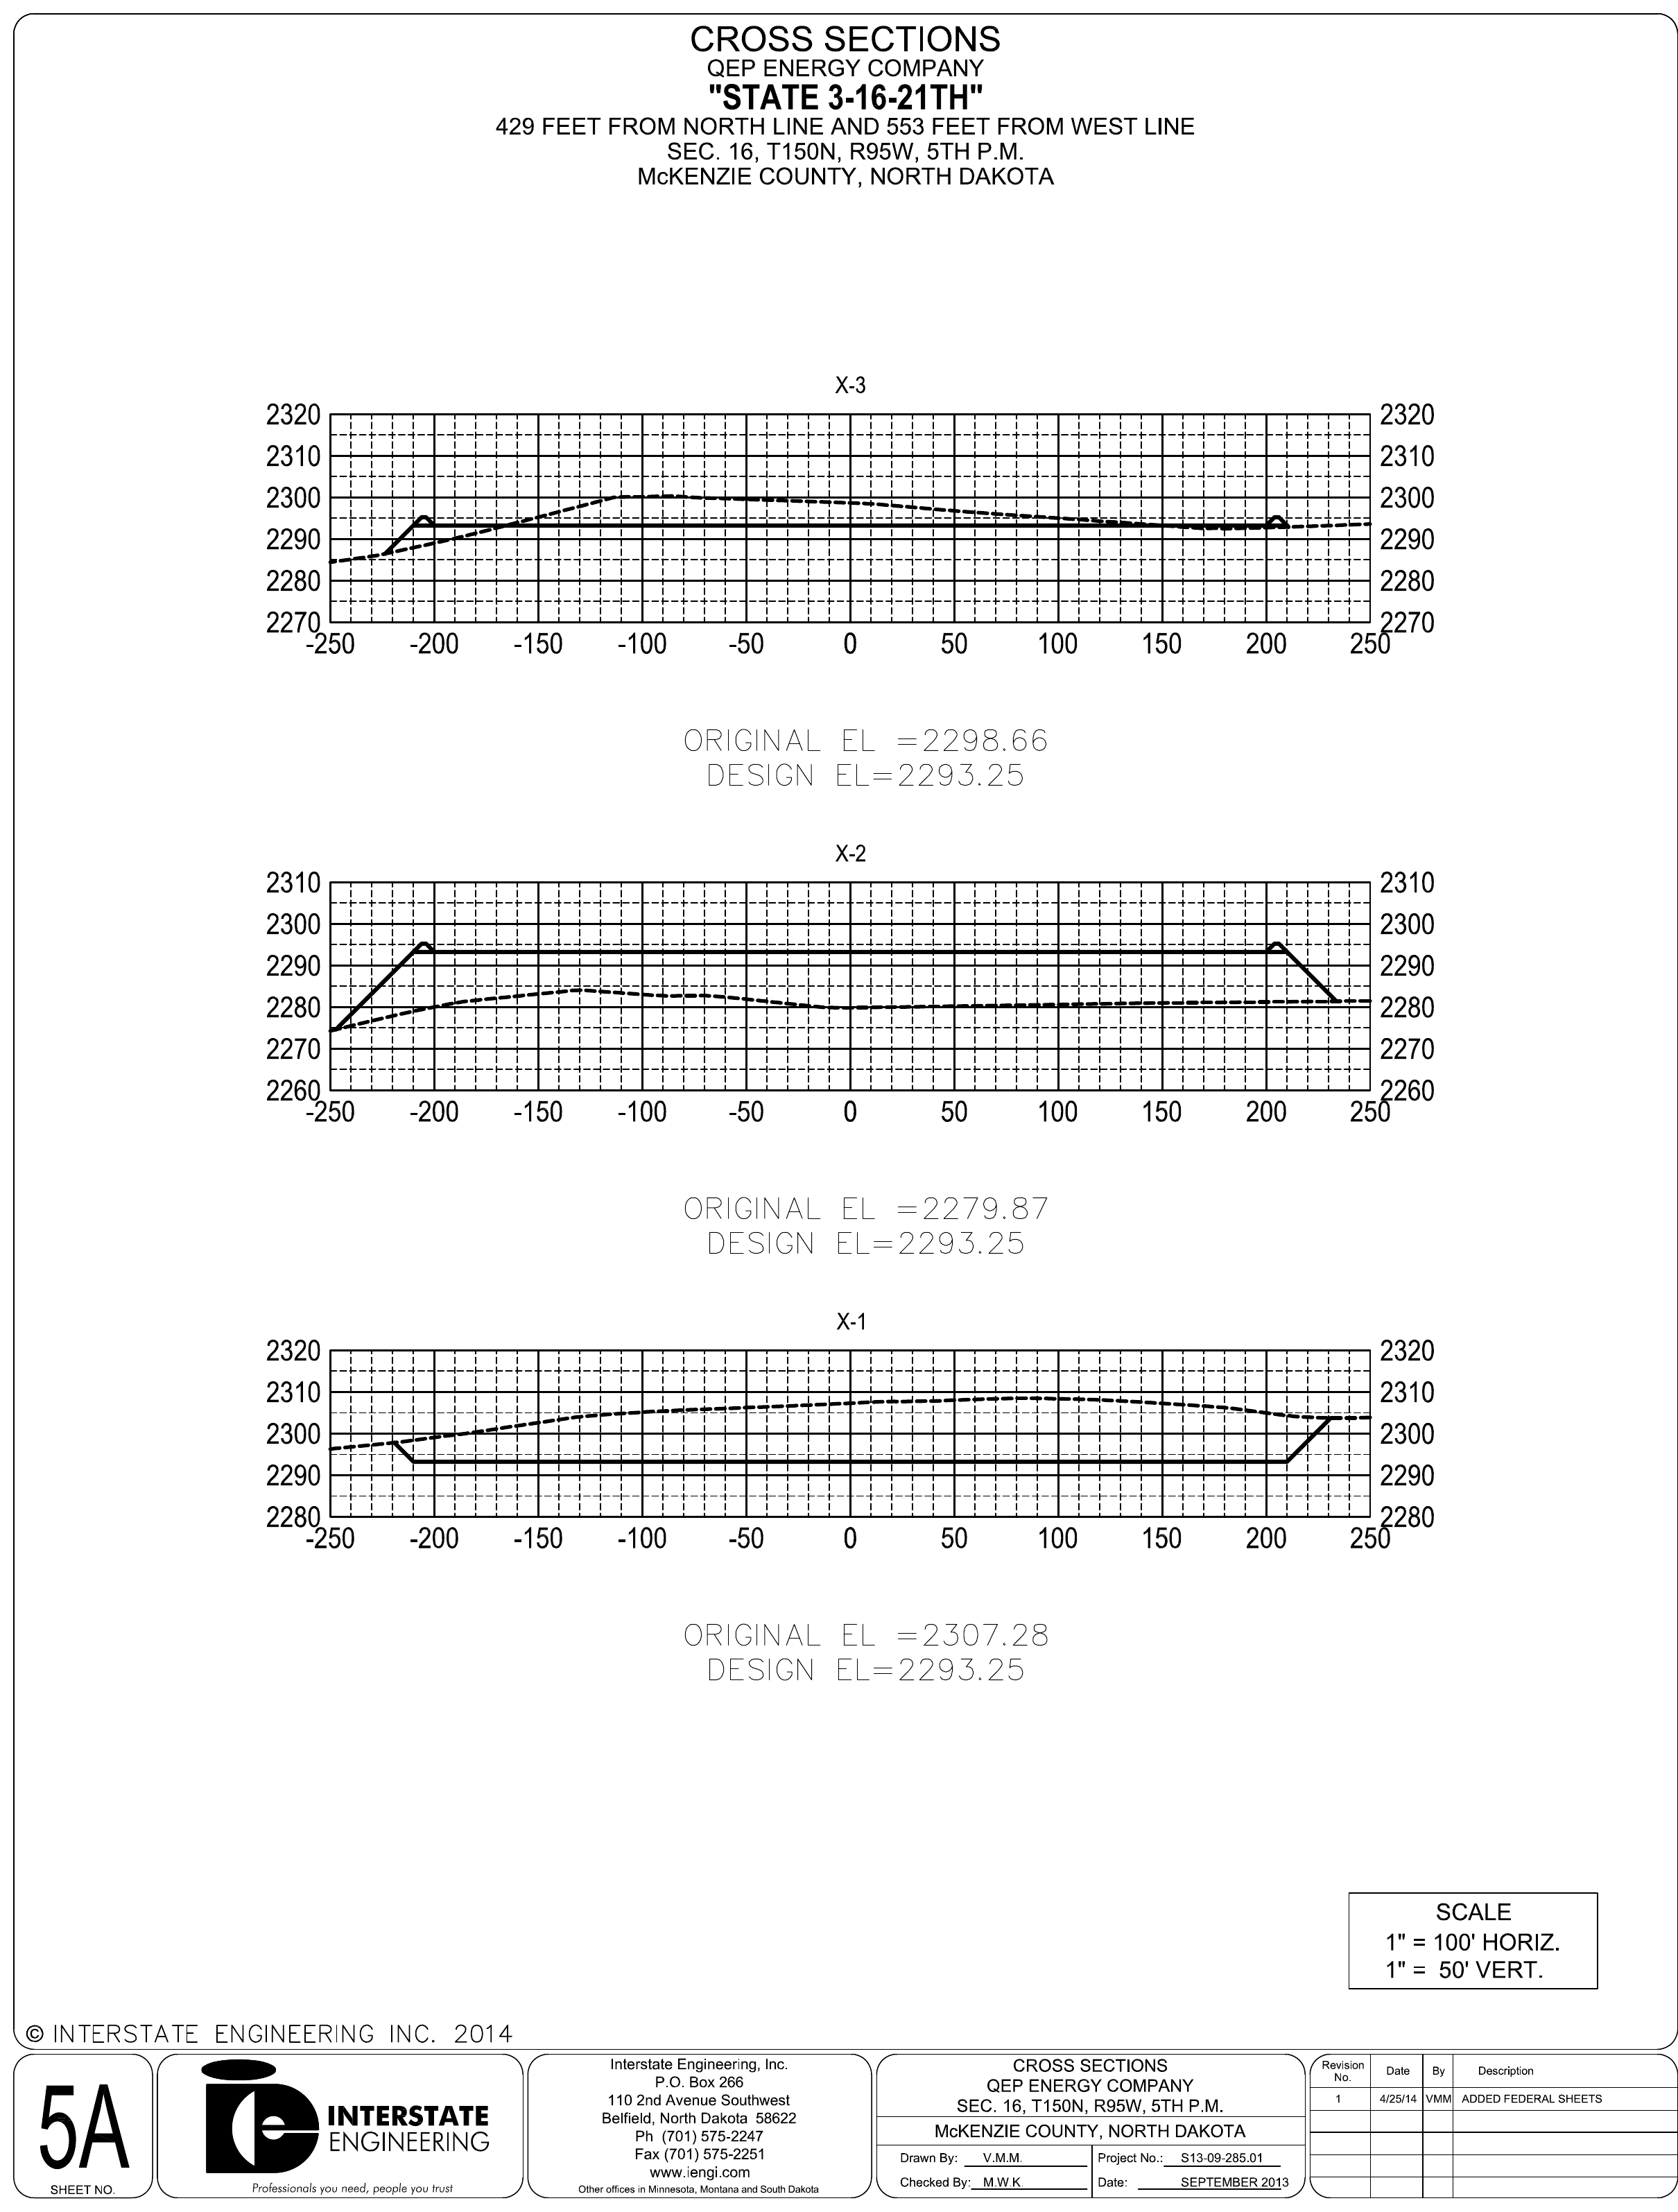 CROSS SECTIONS
QEP ENERGY COMPANY
"STATE 3-16-21TH"
429 FEET FROM NORTH LINE AND 553 FEET FROM WEST LINE
SEC. 16, T150N, R95W, 5TH P.M.
McKENZIE COUNTY, NORTH DAKOTA
X-3
2320 2320
2310 2310
2300 2300
2290 2290
2280 2280
2270 2270
-250 -200 -150 -100 -50 0 50 100 150 200 250
ORIGINAL EL =2298.66
DESIGN EL=2293.25
X-2
2310 2310
2300 2300
2290 2290
2280 2280
2270 2270
2260 2260
-250 -200 -150 -100 -50 0 50 100 150 200 250
ORIGINAL EL =2279.87
DESIGN EL=2293.25
X-1
2320 2320
2310 2310
2300 2300
2290 2290
2280 2280
-250 -200 -150 -100 -50 0 50 100 150 200 250
ORIGINAL EL =2307.28
DESIGN EL=2293.25
SCALE
1" = 100' HORIZ.
1" = 50' VERT.
© INTERSTATE ENGINEERING INC. 2014
5A
SHEET NO.
INTERSTATE
ENGINEERING
Professionals you need, people you trust
Interstate Engineering, Inc.
P.O. Box 266
110 2nd Avenue Southwest
Belfield, North Dakota 58622
Ph (701) 575-2247
Fax (701) 575-2251
www.iengi.com
Other offices in Minnesota, Montana and South Dakota
CROSS SECTIONS
QEP ENERGY COMPANY
SEC. 16, T150N, R95W, 5TH P.M.
McKENZIE COUNTY, NORTH DAKOTA
Drawn By: V.M.M. Project No.: S13-09-285.01
Checked By: M.W.K. Date: SEPTEMBER 2013
Revision No. Date By Description
1 4/25/14 VMM ADDED FEDERAL SHEETS